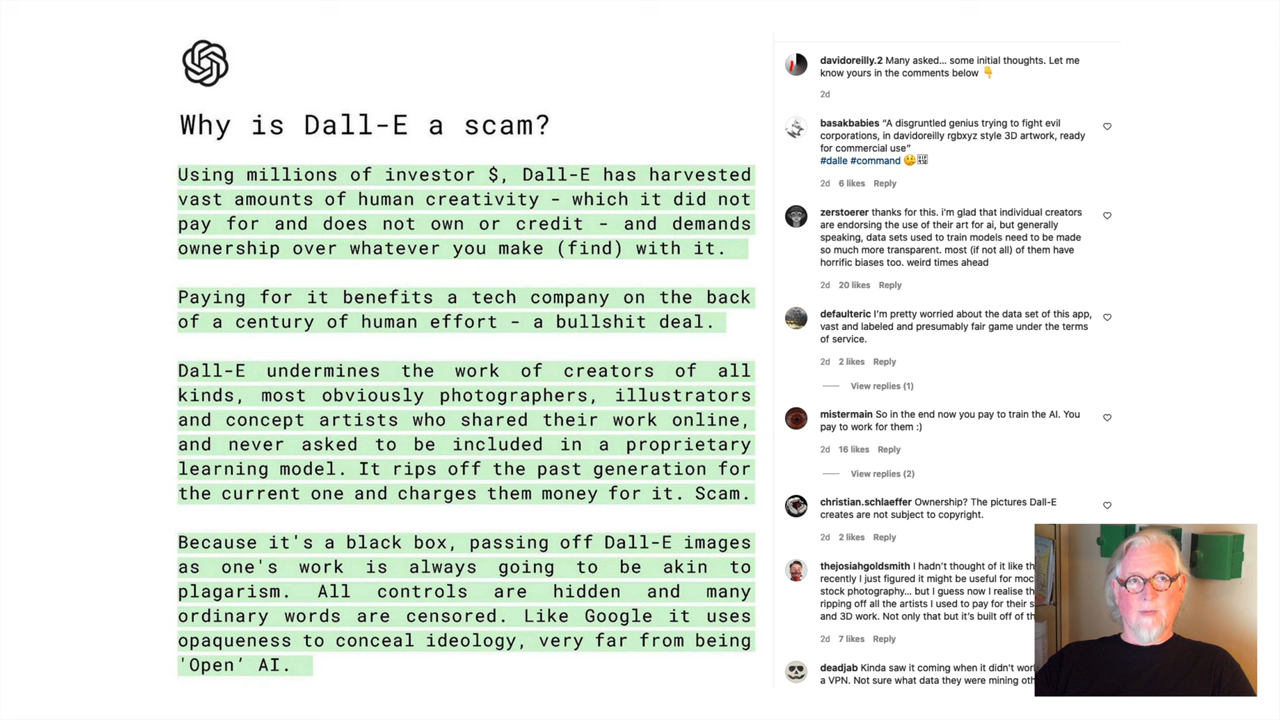 Why is Dall-E a scam?
Using millions of investor $, Dall-E has harvested
vast amounts of human creativity - which it did not
pay for and does not own or credit - and demands
ownership over whatever you make (find) with it.
Paying for it benefits a tech company on the back
of a century of human effort - a bullshit deal.
Dall-E undermines the work of creators of all
kinds, most obviously photographers, illustrators
and concept artists who shared their work online,
and never asked to be included in a proprietary
learning model. It rips off the past generation for
the current one and charges them money for it. Scam.
Because it's a black box, passing off Dall-E images
as one's work is always going to be akin to
plagarism. All controls are hidden and many
ordinary words are censored. Like Google it uses
opaqueness to conceal ideology, very far from being
'Open’ AI.
davidoreilly.2 Many asked... some initial thoughts. Let me
know yours in the comments below 👇
2d
basakbabies “A disgruntled genius trying to fight evil
corporations, in davidoreilly rgbxyz style 3D artwork, ready
for commercial use”
#dalle #command
2d 6 likes Reply
zerstoerer thanks for this. i'm glad that individual creators
are endorsing the use of their art for ai, but generally
speaking, data sets used to train models need to be made
so much more transparent. most (if not all) of them have
horrific biases too. weird times ahead
2d 20 likes Reply
defaulteric I'm pretty worried about the data set of this app,
vast and labeled and presumably fair game under the terms
of service.
2d 2 likes Reply
View replies (1)
mistermain So in the end now you pay to train the AI. You
pay to work for them :)
2d 16 likes Reply
View replies (2)
christian.schlaeffer Ownership? The pictures Dall-E
creates are not subject to copyright.
2d 2 likes Reply
thejosiahgoldsmith I hadn't thought of it like
recently I just figured it might be useful for
stock photography... but I guess now I realise
ripping off all the artists I used to pay for their
and 3D work. Not only that but it's built off of
2d 7 likes Reply
deadjab Kinda saw it coming when it didn't
a VPN. Not sure what data they were mining